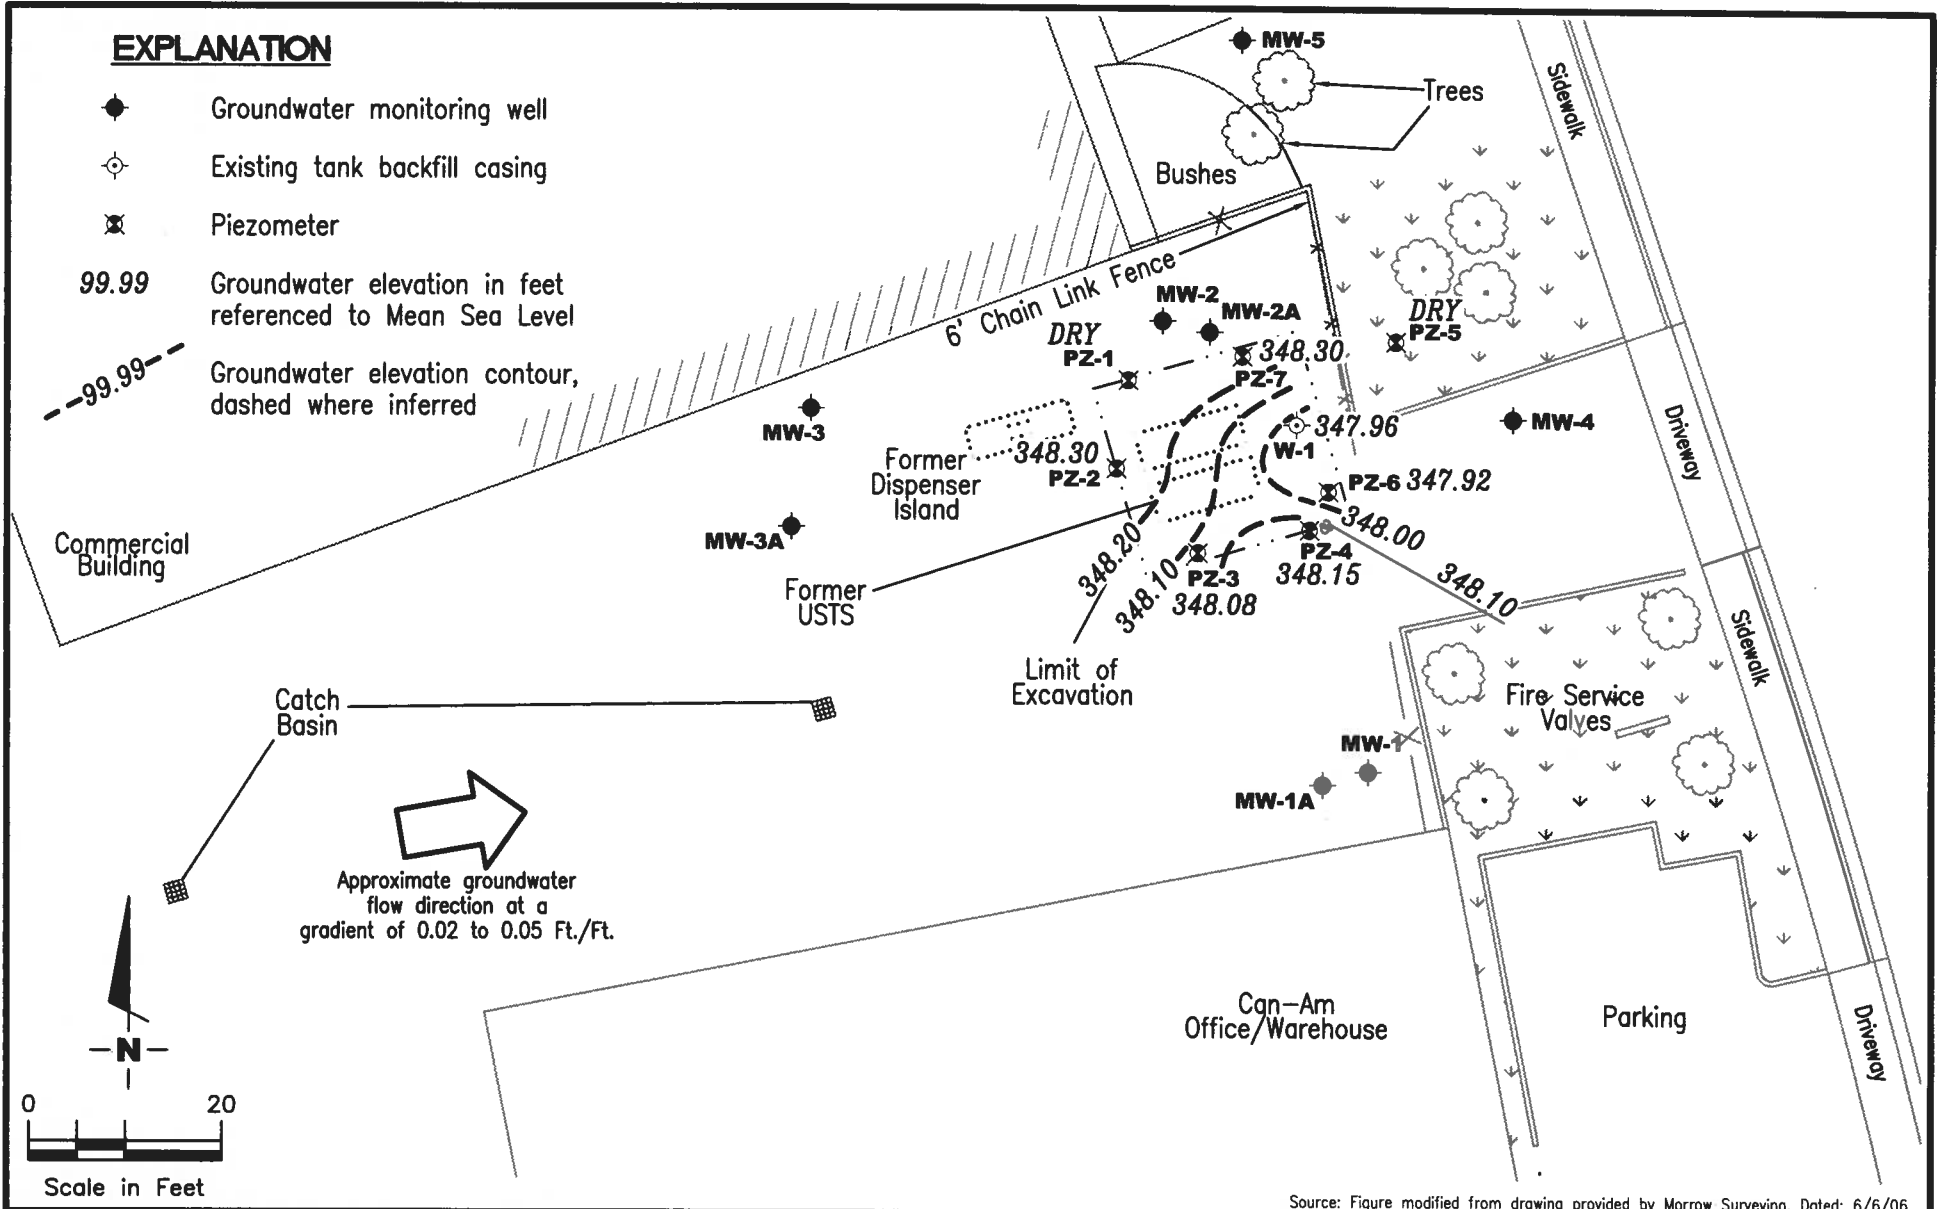 EXPLANATION
Groundwater monitoring well
Existing tank backfill casing
Piezometer
99.99
Groundwater elevation in feet
referenced to Mean Sea Level
99.99
Groundwater elevation contour,
dashed where inferred
MW-5
Trees
Bushes
Sidewalk
6' Chain Link Fence
MW-2
MW-2A
DRY
PZ-1
348.30
PZ-7
DRY
PZ-5
MW-3
347.96
W-1
MW-4
Driveway
Former
Dispenser
Island
348.30
PZ-2
PZ-6 347.92
MW-3A
Commercial
Building
348.00
PZ-4
348.15
348.20
348.10
PZ-3
348.08
348.10
Former
USTS
Limit of
Excavation
Sidewalk
Catch
Basin
Fire Service
Valves
MW-1
MW-1A
Approximate groundwater
flow direction at a
gradient of 0.02 to 0.05 Ft./Ft.
Can-Am
Office/Warehouse
Parking
Driveway
N
0 20
Scale in Feet
Source: Figure modified from drawing provided by Morrow Surveying, Dated: 6/6/06